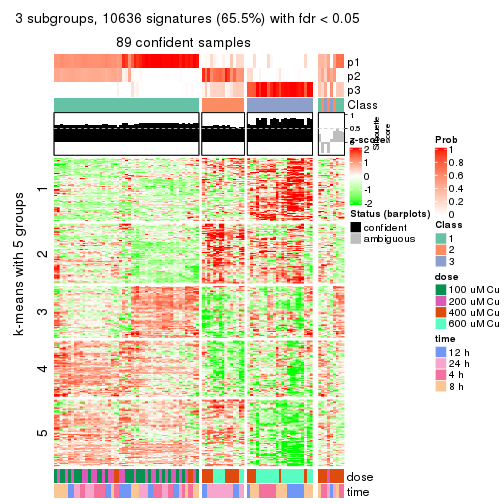 3 subgroups, 10636 signatures (65.5%) with fdr < 0.05
89 confident samples
p1
p2
p3
Class
1
0.5
0
Silhouette
score
k-means with 5 groups
1
2
3
4
5
dose
time
z-score
2
1
0
-1
-2
Status (barplots)
confident
ambiguous
Prob
1
0.8
0.6
0.4
0.2
0
Class
1
2
3
dose
100 uM Cu
200 uM Cu
400 uM Cu
600 uM Cu
time
12 h
24 h
4 h
8 h